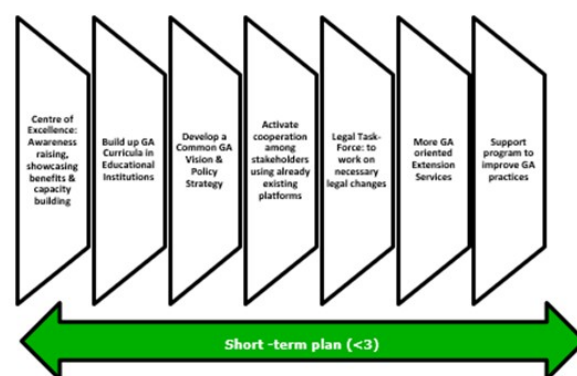 Centre of
Excellence:
Awareness
raising,
showcasing
benefits &
capacity
building
Build up GA
Curricula in
Educational
Institutions
Develop a
Common GA
Vision &
Policy
Strategy
Activate
cooperation
among
stakeholders
using already
existing
platforms
Legal Task-
Force: to
work on
necessary
legal changes
More GA
oriented
Extension
Services
Support
program to
improve GA
practices
Short -term plan (<3)